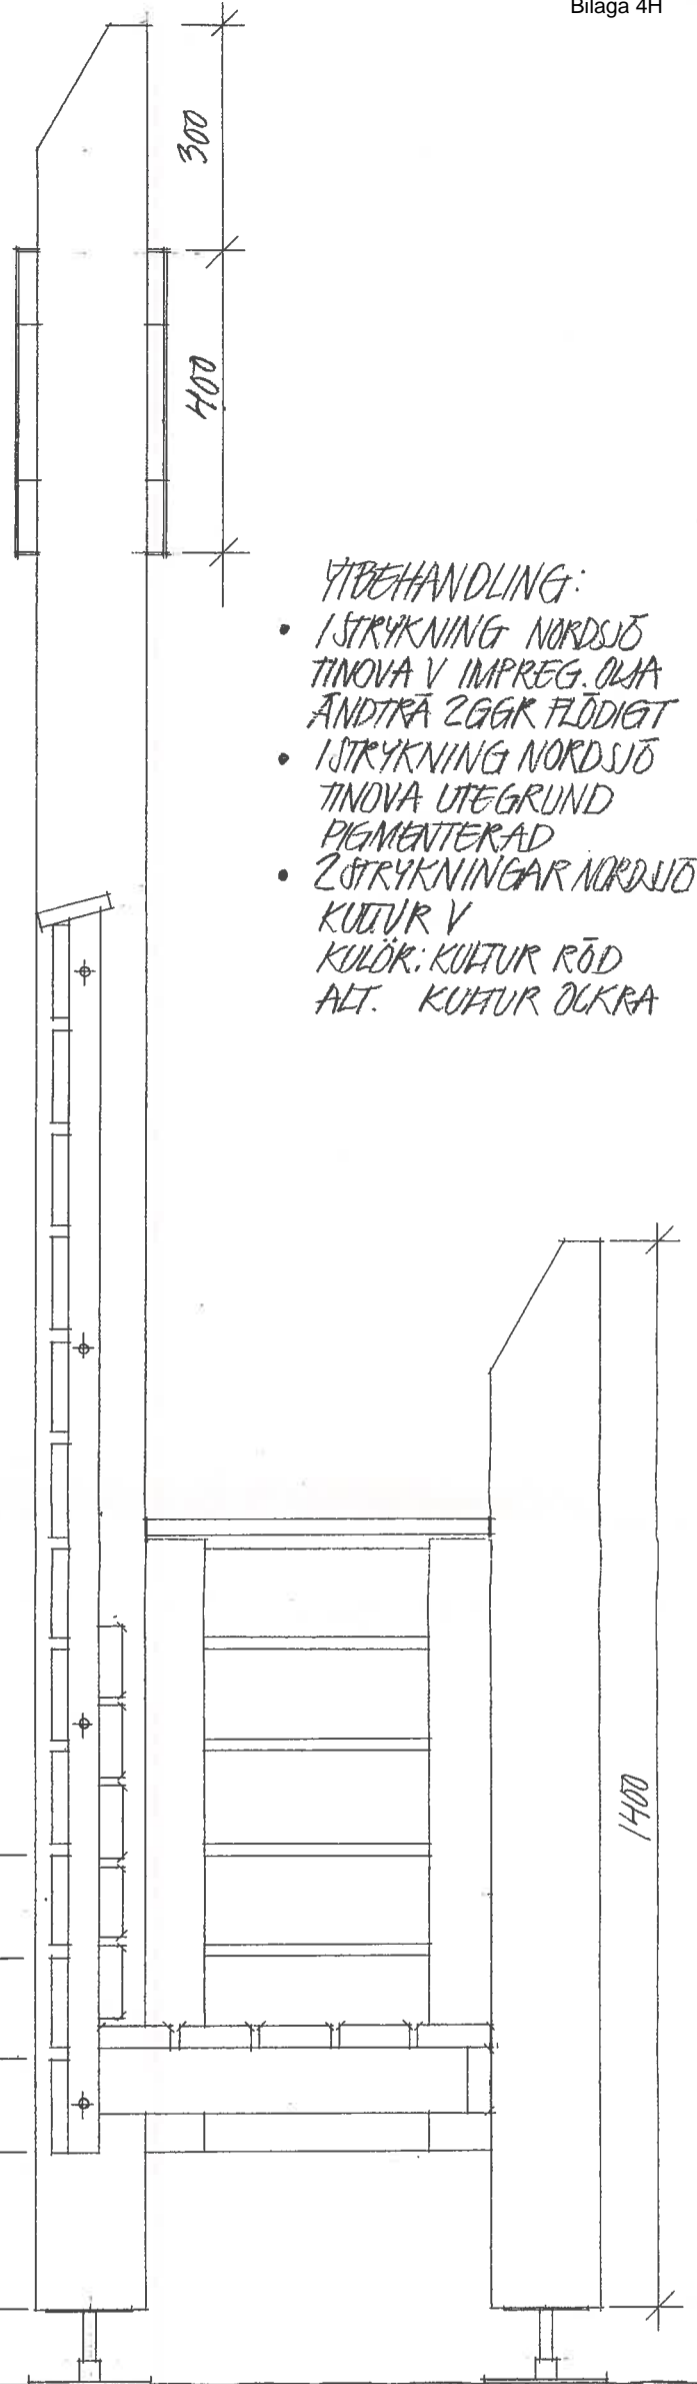 Bilaga 4H
300
400
YTBEHANDLING:
• 1 STRYKNING NORDSJÖ
TINOVA V IMPREG. OLJA
ÄNDTRÄ 2GGR FLÖDIGT
• 1 STRYKNING NORDSJÖ
TINOVA UTEGRUND
PIGMENTERAD
• 2 STRYKNINGAR NORDSJÖ
KULTUR V
KULÖR: KULTUR RÖD
ALT. KULTUR OCKRA
1400